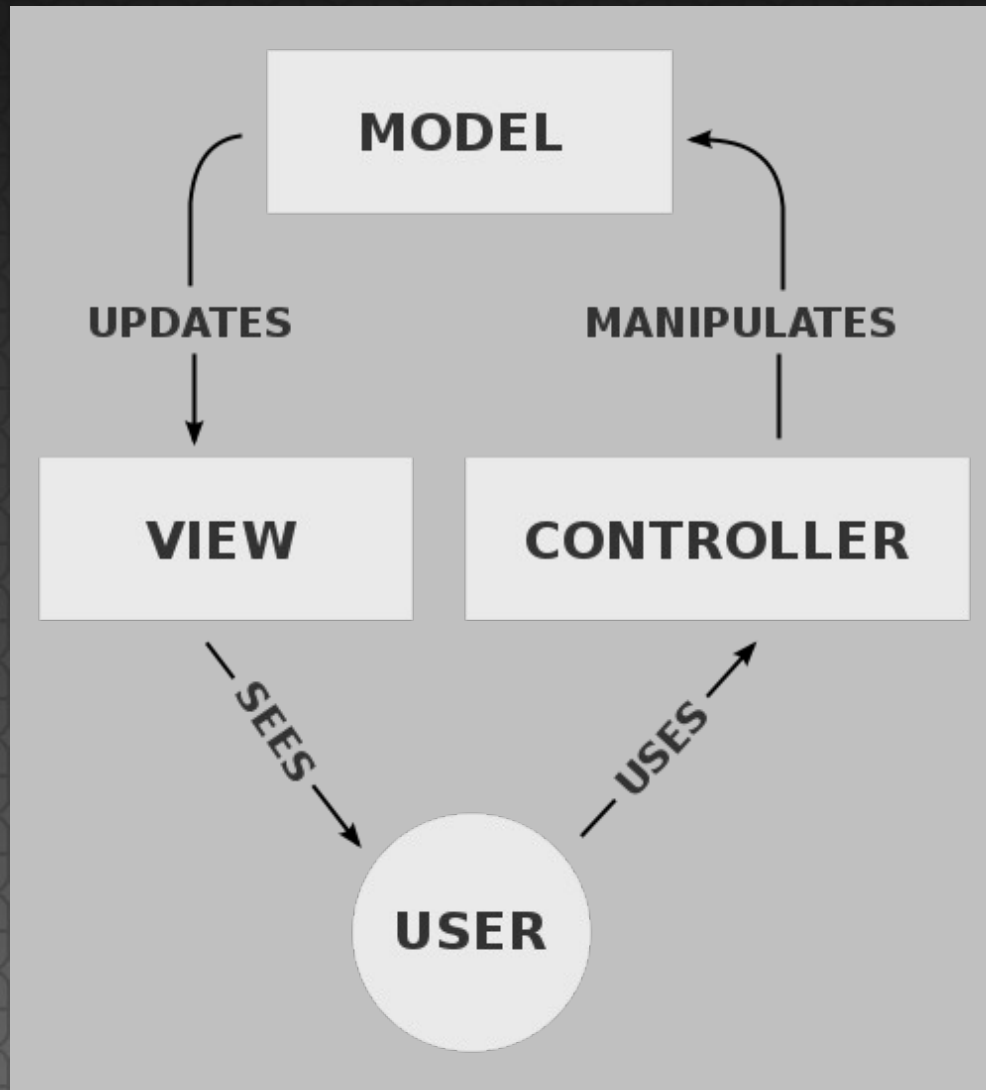 MODEL
UPDATES
MANIPULATES
VIEW
CONTROLLER
SEES
USES
USER